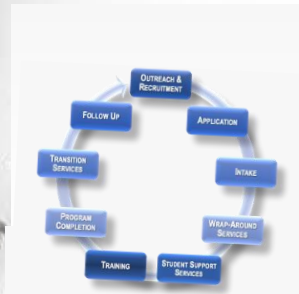 OUTREACH &
RECRUITMENT
APPLICATION
INTAKE
WRAP-AROUND
SERVICES
STUDENT SUPPORT
SERVICES
TRAINING
PROGRAM
COMPLETION
TRANSITION
SERVICES
FOLLOW UP